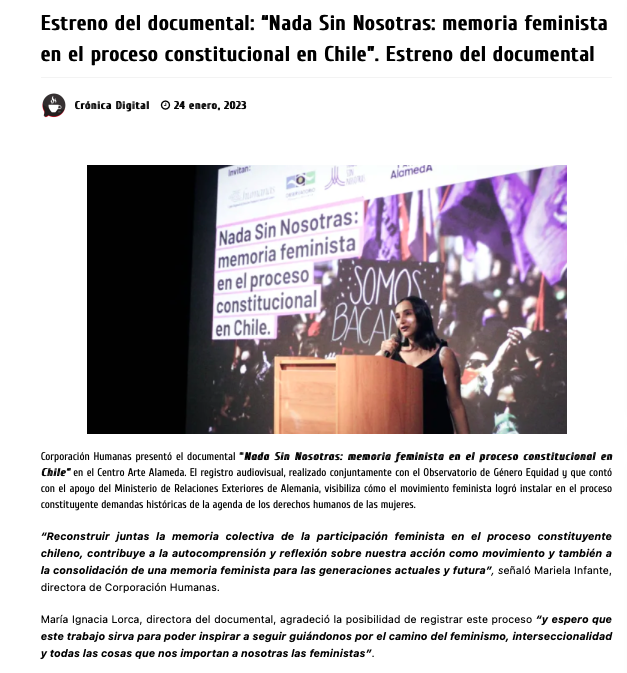 Estreno del documental: “Nada Sin Nosotras: memoria feminista
en el proceso constitucional en Chile”. Estreno del documental
Crónica Digital 24 enero, 2023
Invitan:
AlamedA
Nada Sin Nosotras:
memoria feminista
en el proceso
constitucional
en Chile.
SOMOS
Corporación Humanas presentó el documental “Nada Sin Nosotras: memoria feminista en el proceso constitucional en
Chile” en el Centro Arte Alameda. El registro audiovisual, realizado conjuntamente con el Observatorio de Género Equidad y que contó
con el apoyo del Ministerio de Relaciones Exteriores de Alemania, visibiliza cómo el movimiento feminista logró instalar en el proceso
constituyente demandas históricas de la agenda de los derechos humanos de las mujeres.
“Reconstruir juntas la memoria colectiva de la participación feminista en el proceso constituyente
chileno, contribuye a la autocomprensión y reflexión sobre nuestra acción como movimiento y también a
la consolidación de una memoria feminista para las generaciones actuales y futura”, señaló Mariela Infante,
directora de Corporación Humanas.
María Ignacia Lorca, directora del documental, agradeció la posibilidad de registrar este proceso “y espero que
este trabajo sirva para poder inspirar a seguir guiándonos por el camino del feminismo, interseccionalidad
y todas las cosas que nos importan a nosotras las feministas”.